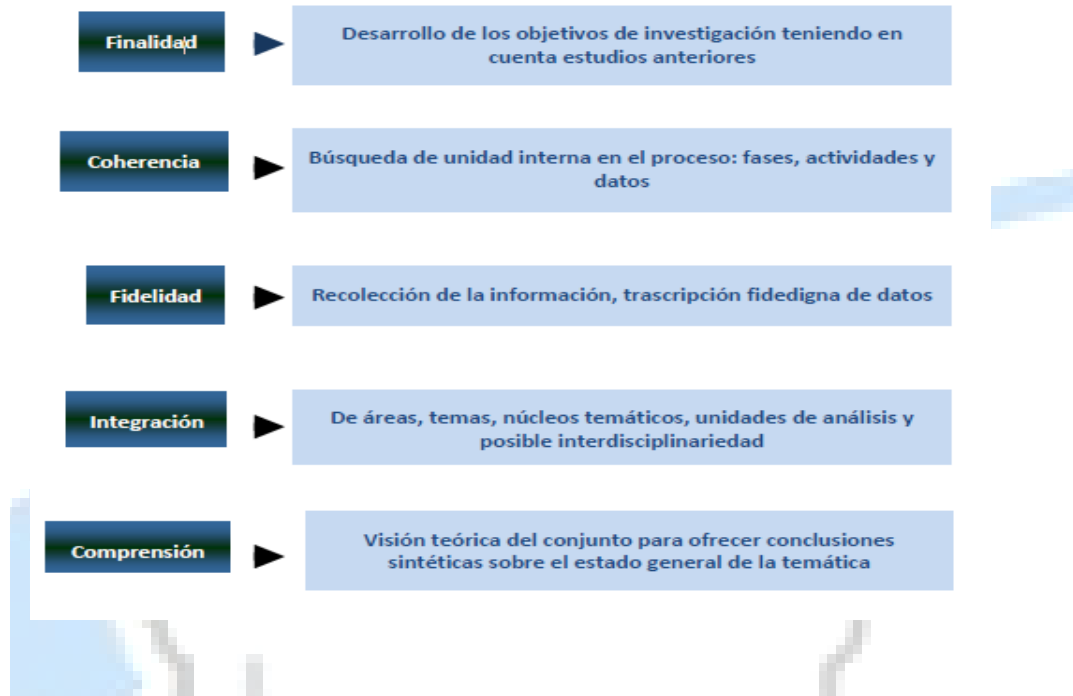 Finalidad
Desarrollo de los objetivos de investigación teniendo en
cuenta estudios anteriores
Coherencia
Búsqueda de unidad interna en el proceso: fases, actividades y
datos
Fidelidad
Recolección de la información, trascripción fidedigna de datos
Integración
De áreas, temas, núcleos temáticos, unidades de análisis y
posible interdisciplinariedad
Comprensión
Visión teórica del conjunto para ofrecer conclusiones
sintéticas sobre el estado general de la temática